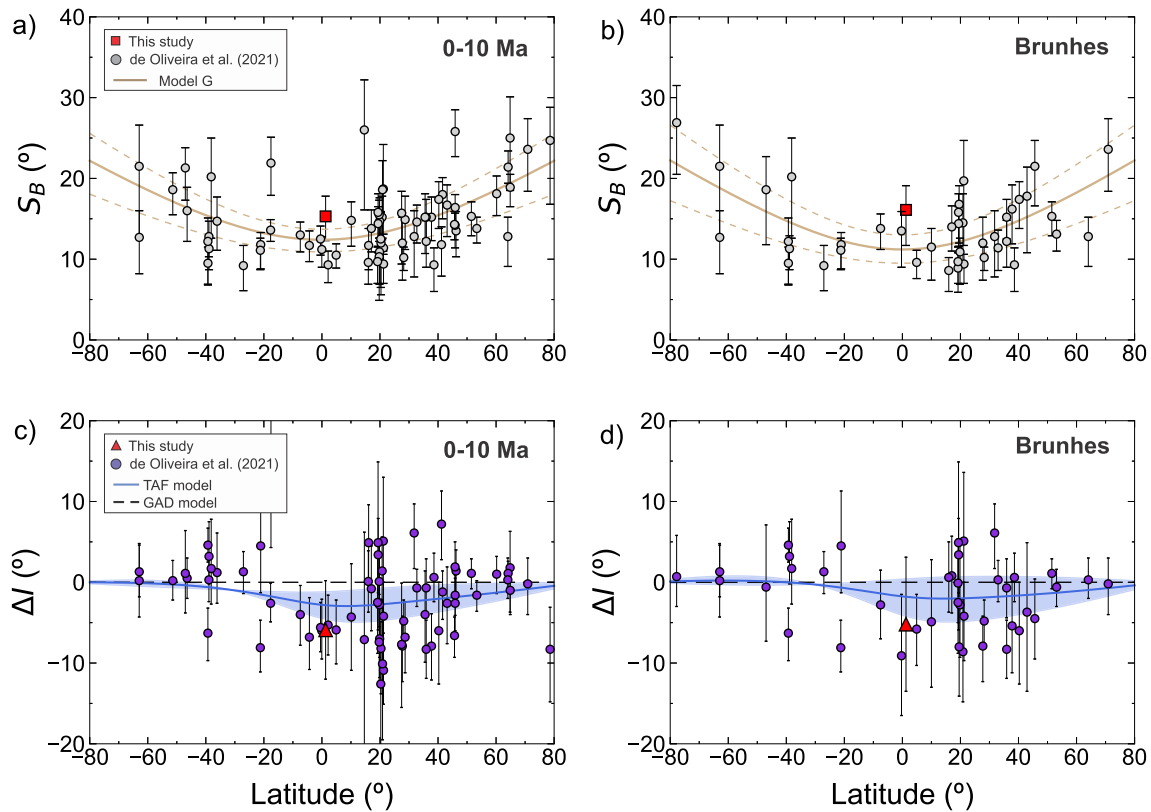 a)
0-10 Ma
This study
de Oliveira et al. (2021)
Model G
S_B (º)
40
30
20
10
0
−80 −60 −40 −20 0 20 40 60 80
b)
Brunhes
S_B (º)
40
30
20
10
0
−80 −60 −40 −20 0 20 40 60 80
c)
0-10 Ma
This study
de Oliveira et al. (2021)
TAF model
GAD model
ΔI (º)
20
10
0
−10
−20
−80 −60 −40 −20 0 20 40 60 80
Latitude (º)
d)
Brunhes
ΔI (º)
20
10
0
−10
−20
−80 −60 −40 −20 0 20 40 60 80
Latitude (º)